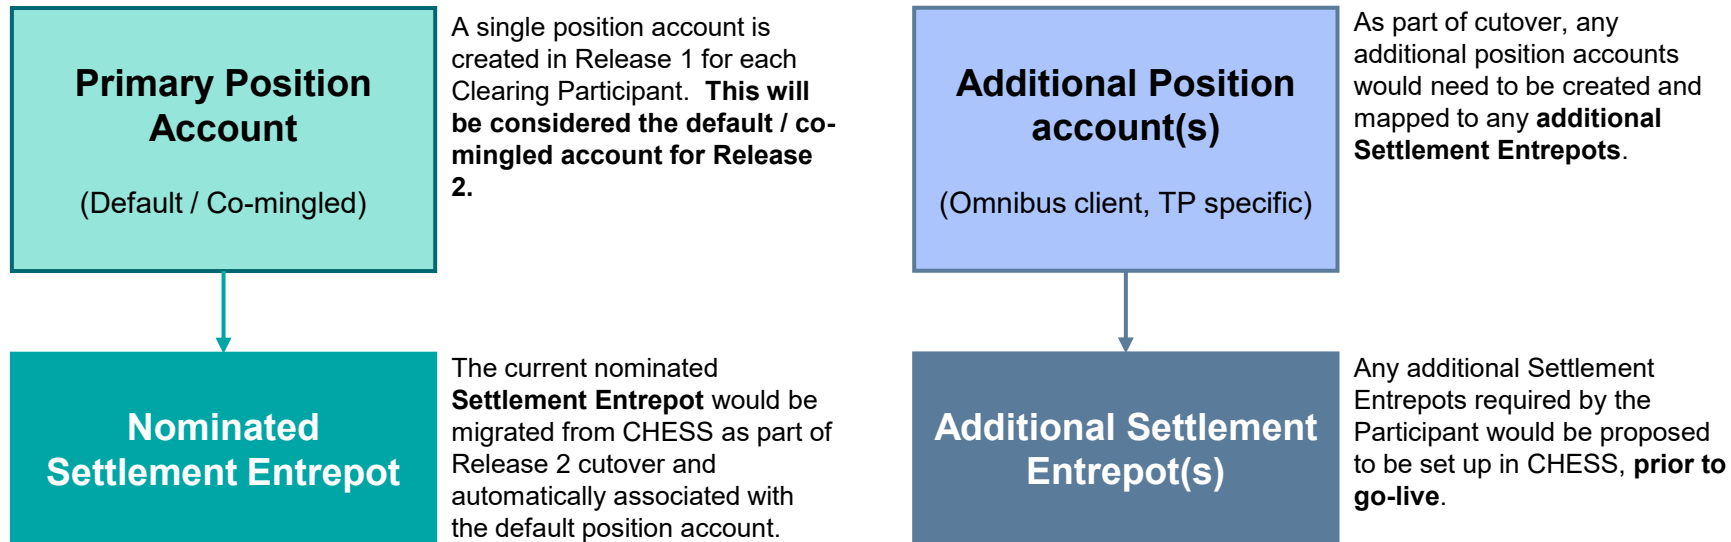 Primary Position
Account
(Default / Co-mingled)
A single position account is
created in Release 1 for each
Clearing Participant.  This will
be considered the default / co-
mingled account for Release
2.
Additional Position
account(s)
(Omnibus client, TP specific)
As part of cutover, any
additional position accounts
would need to be created and
mapped to any additional
Settlement Entrepots.
Nominated
Settlement Entrepot
The current nominated
Settlement Entrepot would be
migrated from CHESS as part of
Release 2 cutover and
automatically associated with
the default position account.
Additional Settlement
Entrepot(s)
Any additional Settlement
Entrepots required by the
Participant would be proposed
to be set up in CHESS, prior to
go-live.